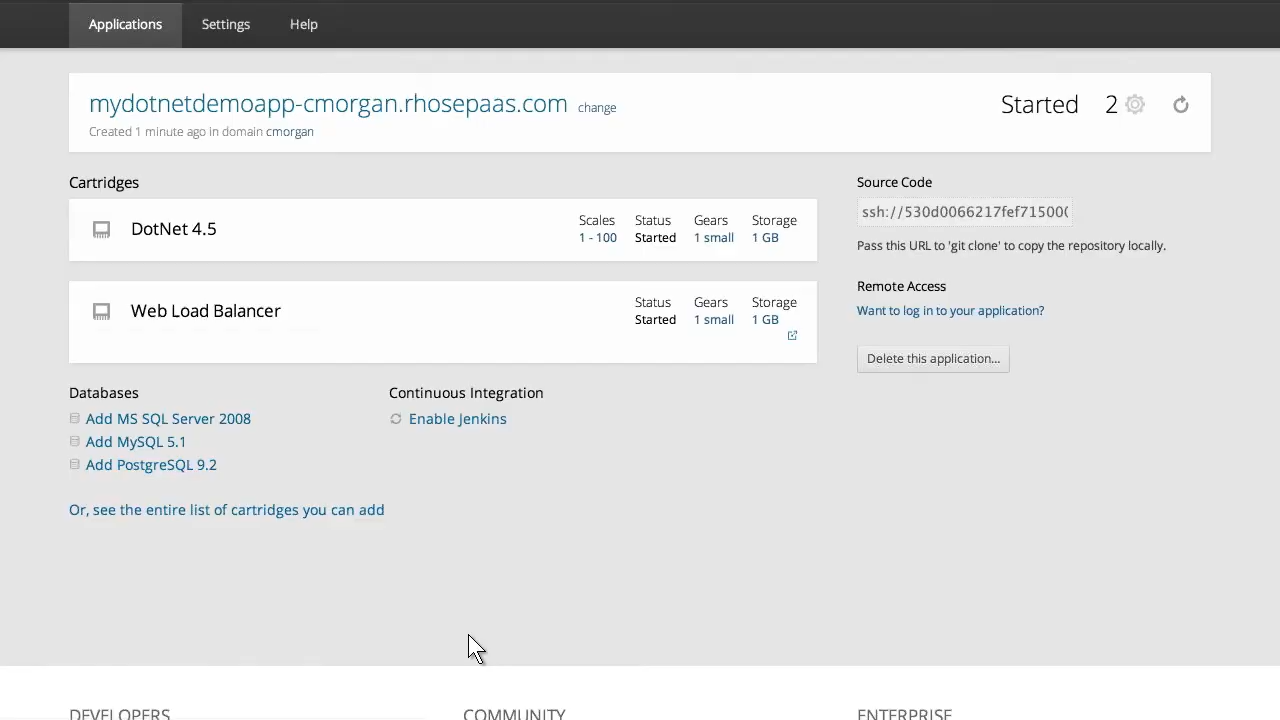 Applications Settings Help
mydotnetdemoapp-cmorgan.rhosepaas.com change
Started 2
Created 1 minute ago in domain cmorgan
Cartridges
DotNet 4.5
Scales Status Gears Storage
1 - 100 Started 1 small 1 GB
Web Load Balancer
Status Gears Storage
Started 1 small 1 GB
Databases
Add MS SQL Server 2008
Add MySQL 5.1
Add PostgreSQL 9.2
Continuous Integration
Enable Jenkins
Or, see the entire list of cartridges you can add
Source Code
ssh://530d0066217fef71500(
Pass this URL to 'git clone' to copy the repository locally.
Remote Access
Want to log in to your application?
Delete this application...
DEVELOPERS COMMUNITY ENTERPRISE